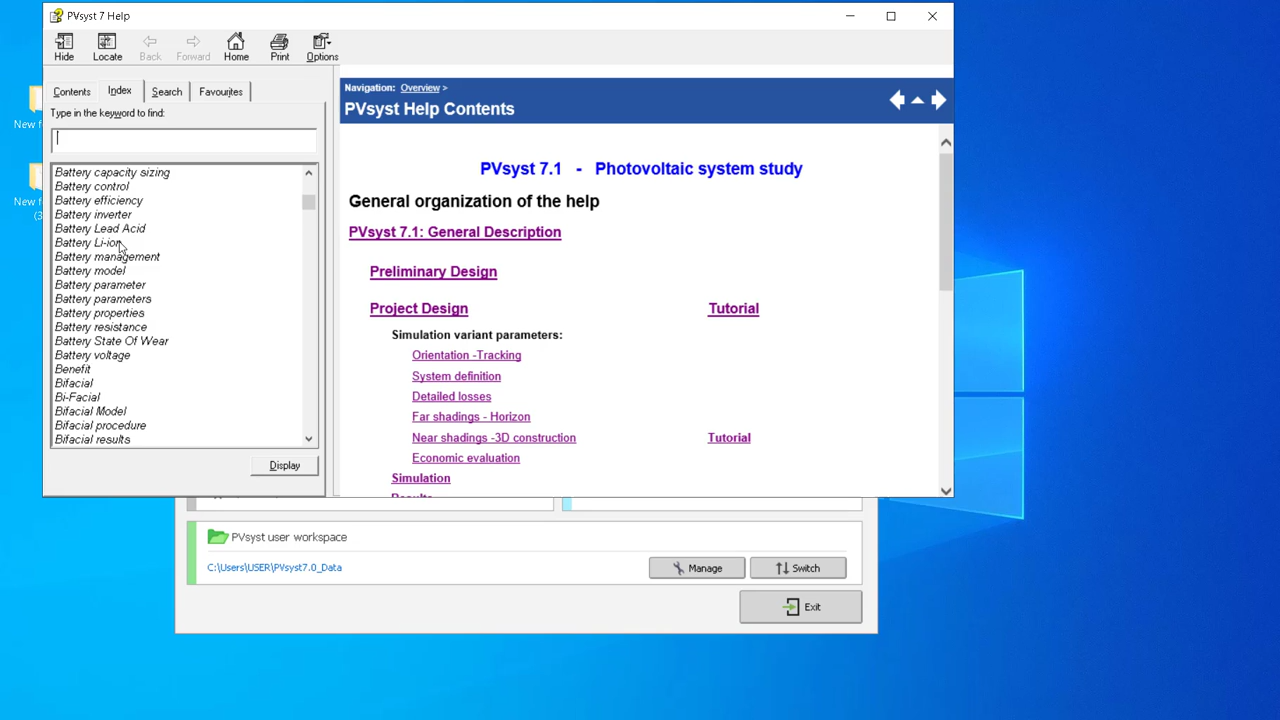 PVsyst 7 Help
Hide Locate Back Forward Home Print Options
Contents Index Search Favourites
Type in the keyword to find:
Battery capacity sizing
Battery control
Battery efficiency
Battery inverter
Battery Lead Acid
Battery Li-ion
Battery management
Battery model
Battery parameter
Battery parameters
Battery properties
Battery resistance
Battery State Of Wear
Battery voltage
Benefit
Bifacial
Bi-Facial
Bifacial Model
Bifacial procedure
Bifacial results
Display
Navigation: Overview >
PVsyst Help Contents
PVsyst 7.1 - Photovoltaic system study
General organization of the help
PVsyst 7.1: General Description
Preliminary Design
Project Design Tutorial
Simulation variant parameters:
Orientation -Tracking
System definition
Detailed losses
Far shadings - Horizon
Near shadings -3D construction Tutorial
Economic evaluation
Simulation
Results
New f
New f
(3
PVsyst user workspace
C:\Users\USER\PVsyst7.0_Data
Manage Switch
Exit